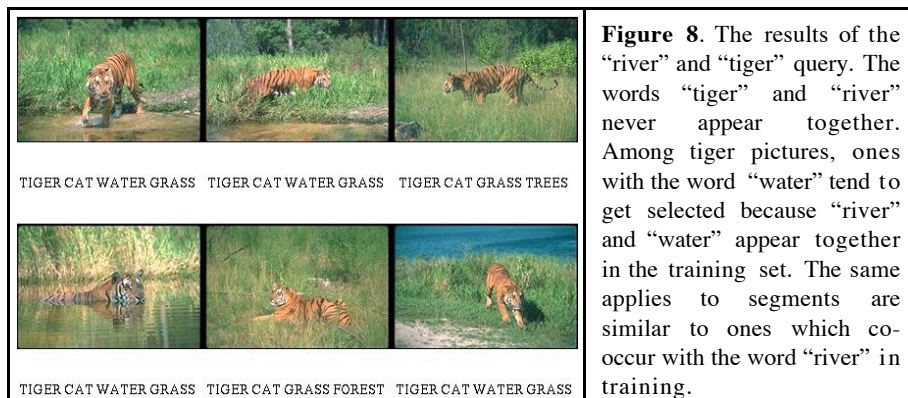 TIGER CAT WATER GRASS TIGER CAT WATER GRASS TIGER CAT GRASS TREES
TIGER CAT WATER GRASS TIGER CAT GRASS FOREST TIGER CAT WATER GRASS
Figure 8. The results of the
“river” and “tiger” query. The
words “tiger” and “river”
never appear together.
Among tiger pictures, ones
with the word “water” tend to
get selected because “river”
and “water” appear together
in the training set. The same
applies to segments are
similar to ones which co-
occur with the word “river” in
training.